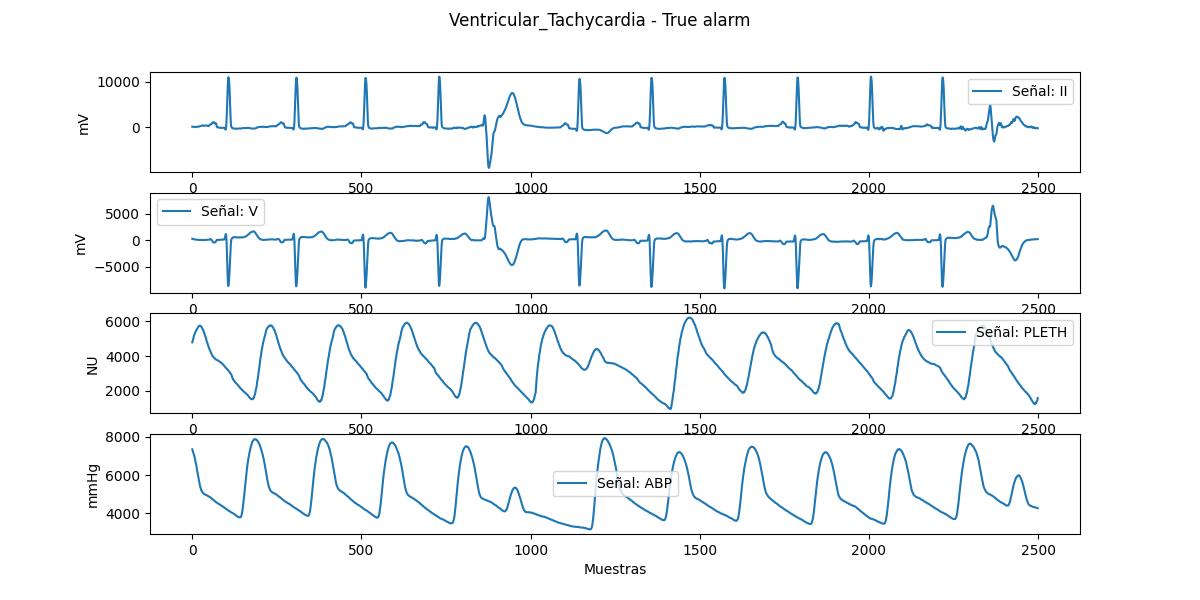 Ventricular_Tachycardia - True alarm
10000
0
mV
Señal: II
0 500 1000 1500 2000 2500
5000
0
−5000
mV
Señal: V
0 500 1000 1500 2000 2500
6000
4000
2000
NU
Señal: PLETH
0 500 1000 1500 2000 2500
8000
6000
4000
mmHg
Señal: ABP
0 500 1000 1500 2000 2500
Muestras